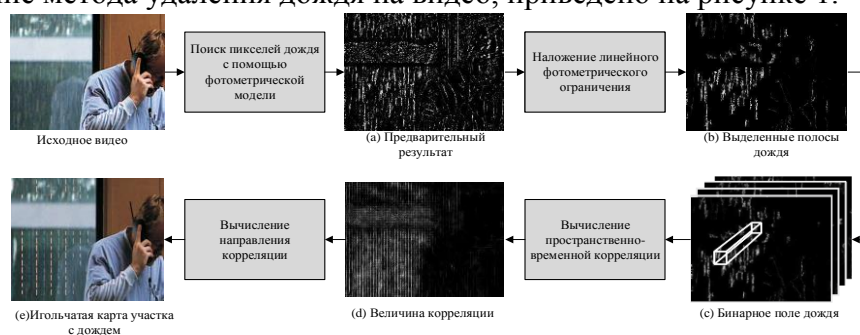 ие метода удаления дождя на видео, приведено на рисунке 1.
Поиск пикселей дождя
с помощью
фотометрической
модели
Наложение линейного
фотометрического
ограничения
Исходное видео
(a) Предварительный
результат
(b) Выделенные полосы
дождя
Вычисление
направления
корреляции
Вычисление
пространственно-
временной корреляции
(e)Игольчатая карта участка
с дождем
(d) Величина корреляции
(c) Бинарное поле дождя